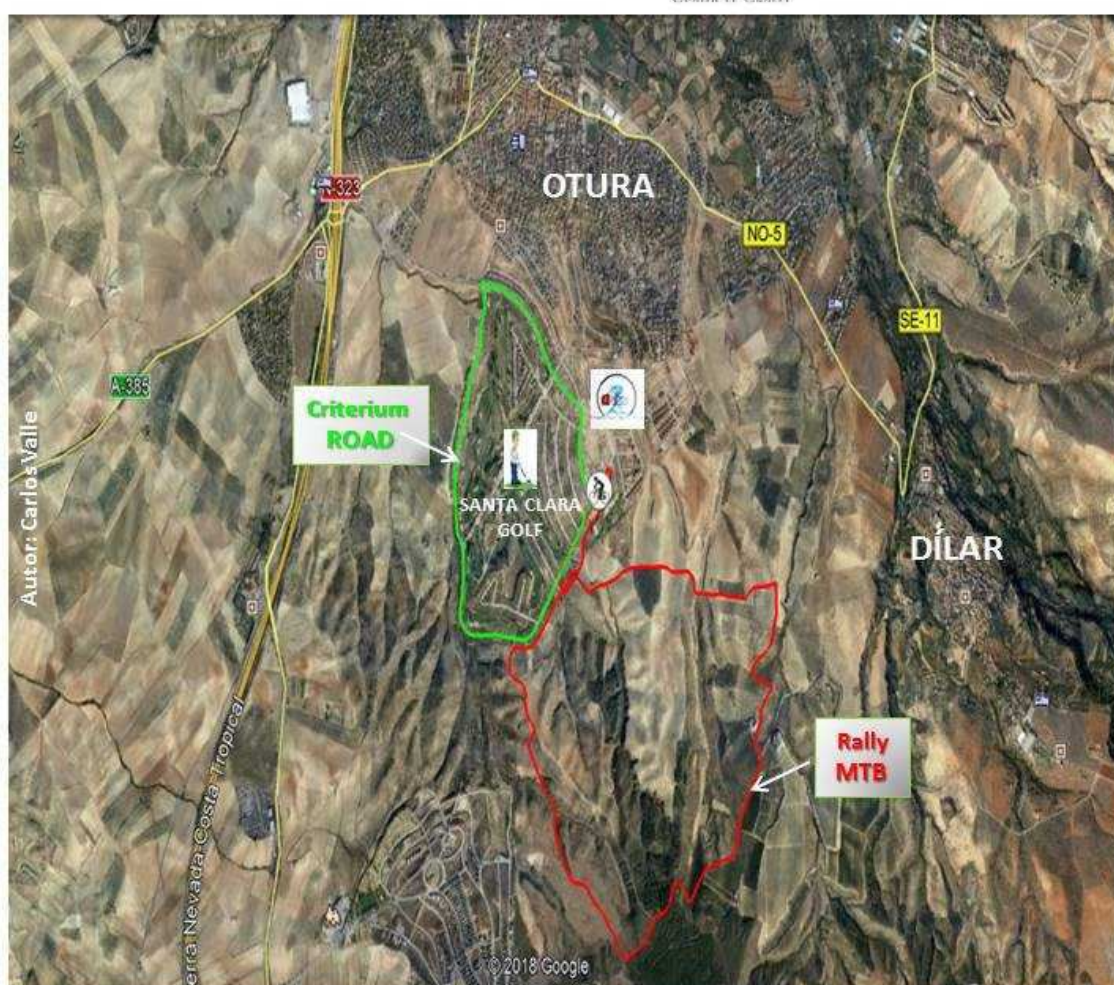 OTURA
N-323
NO-5
SE-11
A-385
Criterium
ROAD
SANTA CLARA
GOLF
DÍLAR
Autor: Carlos Valle
Rally
MTB
erra Nevada Costa Tropical
© 2018 Google